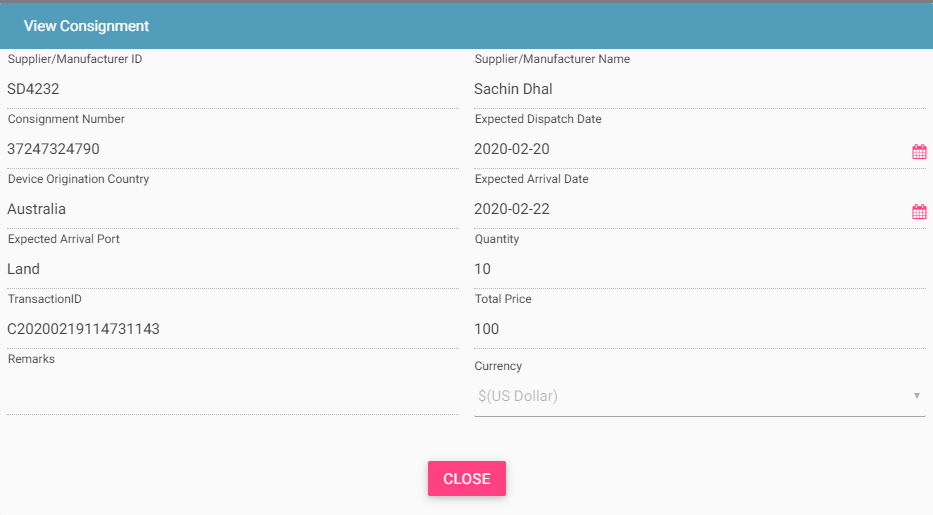 View Consignment
Supplier/Manufacturer ID
Supplier/Manufacturer Name
SD4232
Sachin Dhal
Consignment Number
Expected Dispatch Date
37247324790
2020-02-20
Device Origination Country
Expected Arrival Date
Australia
2020-02-22
Expected Arrival Port
Quantity
Land
10
TransactionID
Total Price
C20200219114731143
100
Remarks
Currency
$(US Dollar)
CLOSE